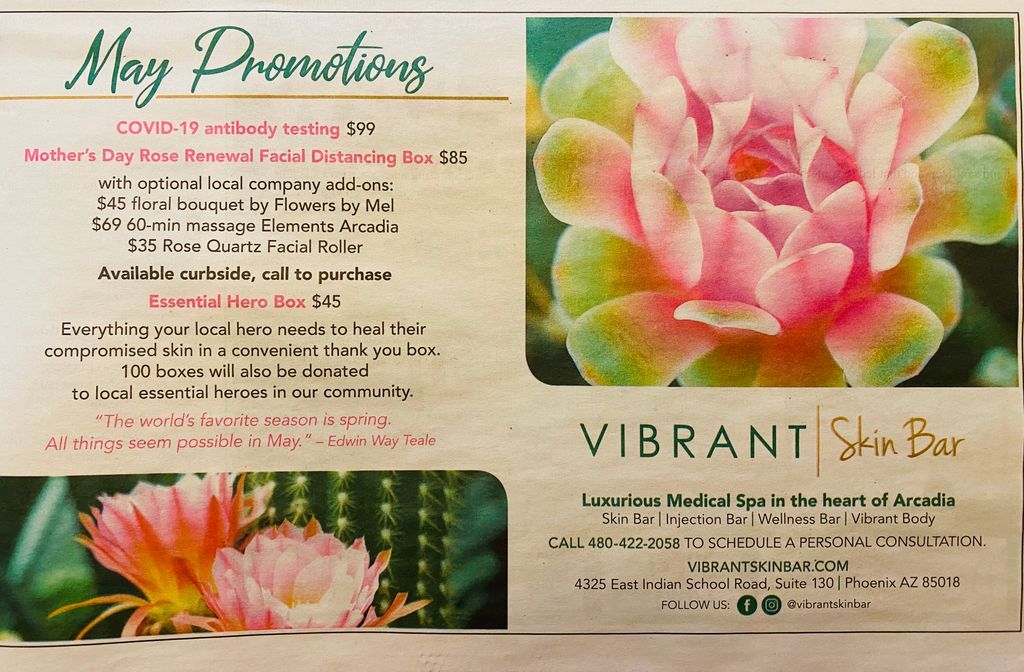 May Promotions
COVID-19 antibody testing $99
Mother's Day Rose Renewal Facial Distancing Box $85
with optional local company add-ons:
$45 floral bouquet by Flowers by Mel
$69 60-min massage Elements Arcadia
$35 Rose Quartz Facial Roller
Available curbside, call to purchase
Essential Hero Box $45
Everything your local hero needs to heal their
compromised skin in a convenient thank you box.
100 boxes will also be donated
to local essential heroes in our community.
"The world's favorite season is spring.
All things seem possible in May." – Edwin Way Teale
VIBRANT | Skin Bar
Luxurious Medical Spa in the heart of Arcadia
Skin Bar | Injection Bar | Wellness Bar | Vibrant Body
CALL 480-422-2058 TO SCHEDULE A PERSONAL CONSULTATION.
VIBRANTSKINBAR.COM
4325 East Indian School Road, Suite 130 | Phoenix AZ 85018
FOLLOW US: @vibrantskinbar